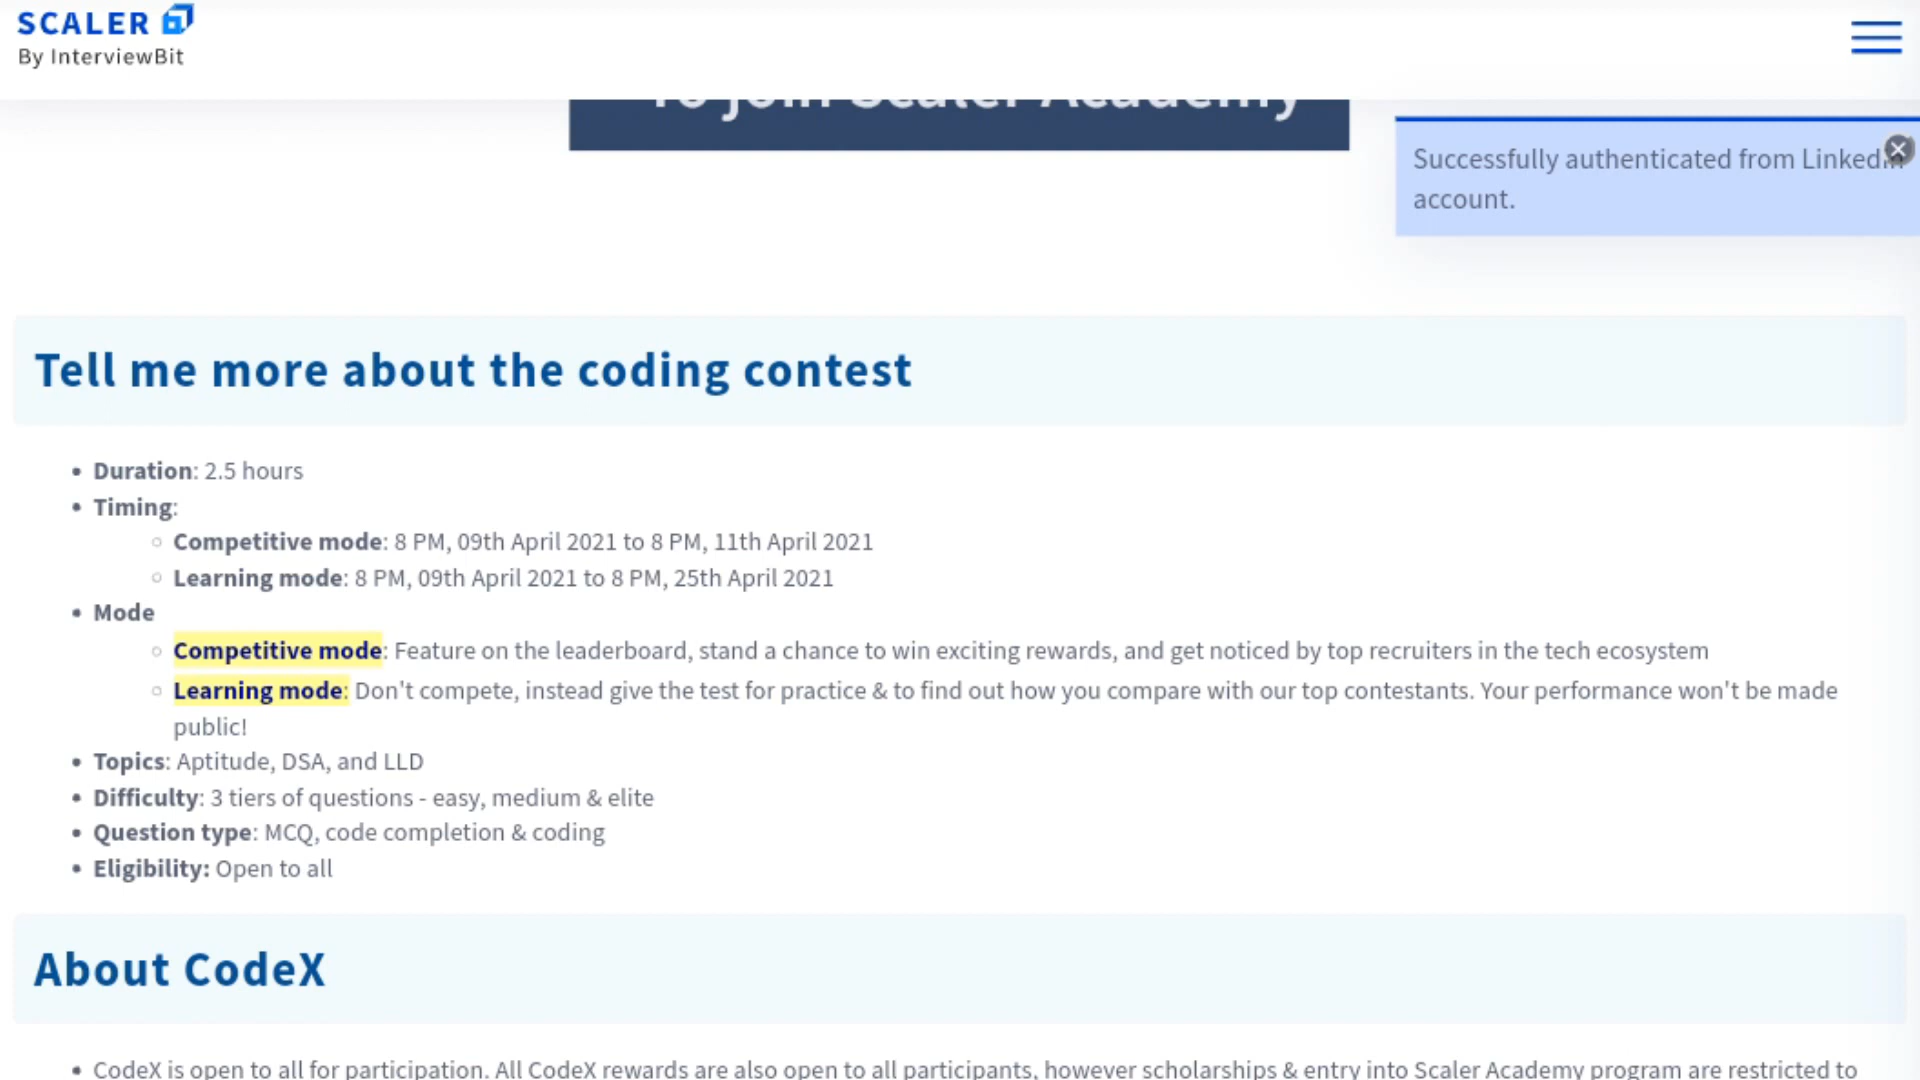 SCALER
By InterviewBit
To join Scaler Academy
Successfully authenticated from LinkedIn
account.
Tell me more about the coding contest
• Duration: 2.5 hours
• Timing:
○ Competitive mode: 8 PM, 09th April 2021 to 8 PM, 11th April 2021
○ Learning mode: 8 PM, 09th April 2021 to 8 PM, 25th April 2021
• Mode
○ Competitive mode: Feature on the leaderboard, stand a chance to win exciting rewards, and get noticed by top recruiters in the tech ecosystem
○ Learning mode: Don't compete, instead give the test for practice & to find out how you compare with our top contestants. Your performance won't be made
public!
• Topics: Aptitude, DSA, and LLD
• Difficulty: 3 tiers of questions - easy, medium & elite
• Question type: MCQ, code completion & coding
• Eligibility: Open to all
About CodeX
• CodeX is open to all for participation. All CodeX rewards are also open to all participants, however scholarships & entry into Scaler Academy program are restricted to